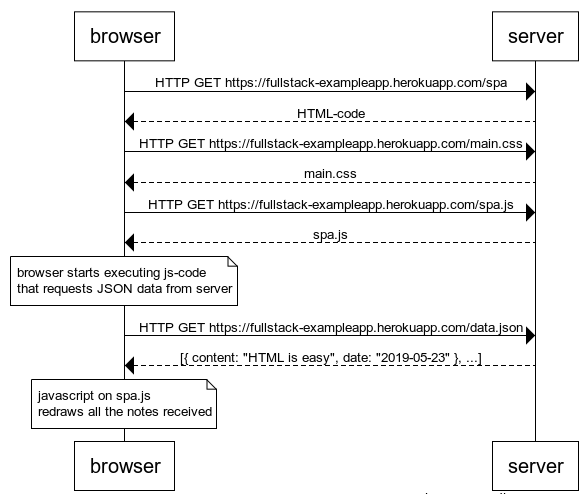 browser
server
HTTP GET https://fullstack-exampleapp.herokuapp.com/spa
HTML-code
HTTP GET https://fullstack-exampleapp.herokuapp.com/main.css
main.css
HTTP GET https://fullstack-exampleapp.herokuapp.com/spa.js
spa.js
browser starts executing js-code
that requests JSON data from server
HTTP GET https://fullstack-exampleapp.herokuapp.com/data.json
[{ content: "HTML is easy", date: "2019-05-23" }, ...]
javascript on spa.js
redraws all the notes received
browser
server